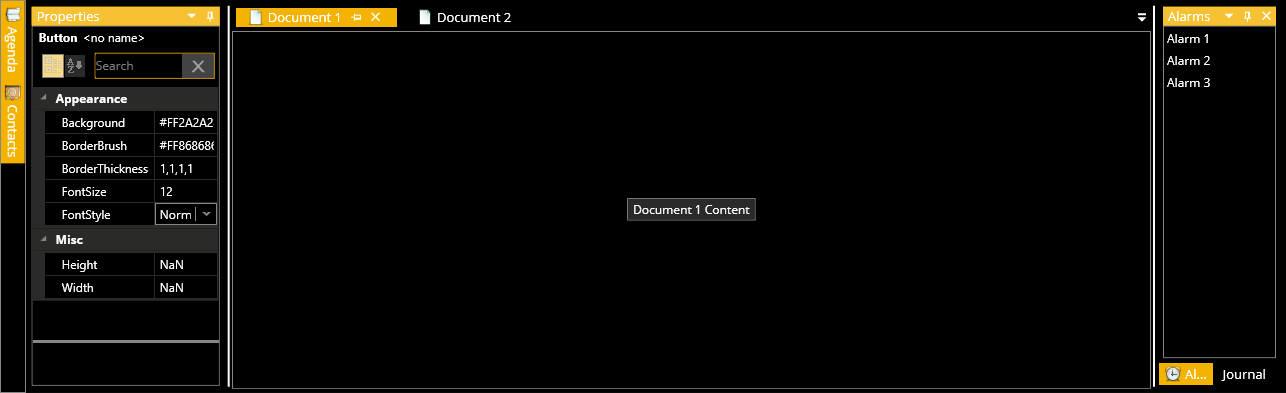 Agenda
Contacts
Properties
Button <no name>
Search
Appearance
Background #FF2A2A2
BorderBrush #FF868686
BorderThickness 1,1,1,1
FontSize 12
FontStyle Norm
Misc
Height NaN
Width NaN
Document 1
Document 2
Document 1 Content
Alarms
Alarm 1
Alarm 2
Alarm 3
Al...
Journal